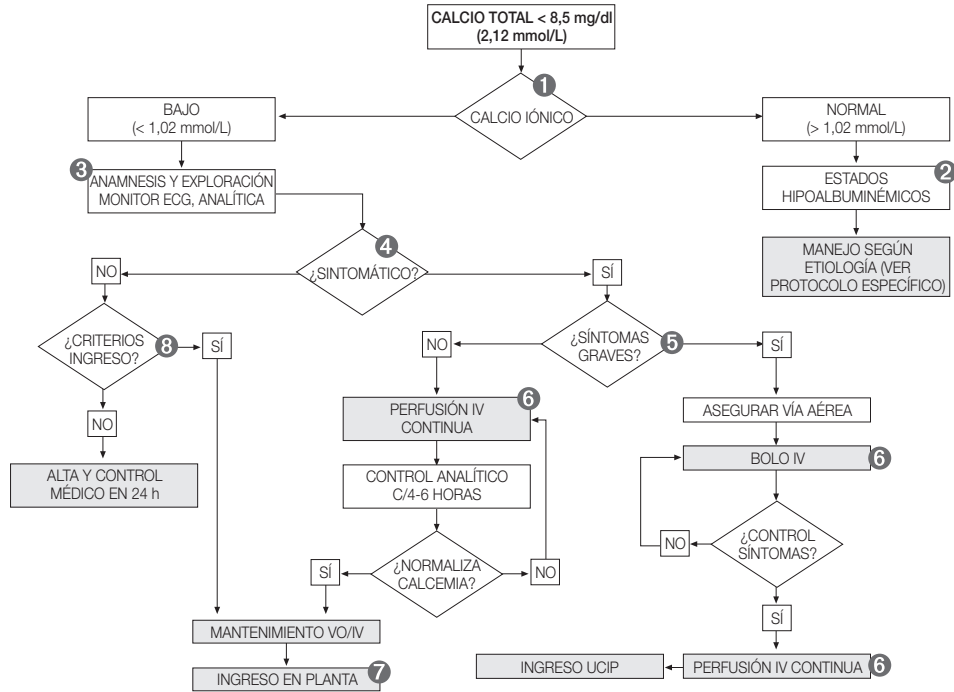 CALCIO TOTAL < 8,5 mg/dl
(2,12 mmol/L)
1
CALCIO IÓNICO
BAJO
(< 1,02 mmol/L)
NORMAL
(> 1,02 mmol/L)
3
ANAMNESIS Y EXPLORACIÓN
MONITOR ECG, ANALÍTICA
2
ESTADOS
HIPOALBUMINÉMICOS
MANEJO SEGÚN
ETIOLOGÍA (VER
PROTOCOLO ESPECÍFICO)
4
¿SINTOMÁTICO?
NO
SÍ
¿CRITERIOS
INGRESO?
8
SÍ
NO
ALTA Y CONTROL
MÉDICO EN 24 h
¿SÍNTOMAS
GRAVES?
5
NO
SÍ
6
PERFUSIÓN IV
CONTINUA
CONTROL ANALÍTICO
C/4-6 HORAS
¿NORMALIZA
CALCEMIA?
SÍ
NO
ASEGURAR VÍA AÉREA
BOLO IV
6
¿CONTROL
SÍNTOMAS?
NO
SÍ
MANTENIMIENTO VO/IV
INGRESO EN PLANTA
7
INGRESO UCIP
PERFUSIÓN IV CONTINUA
6